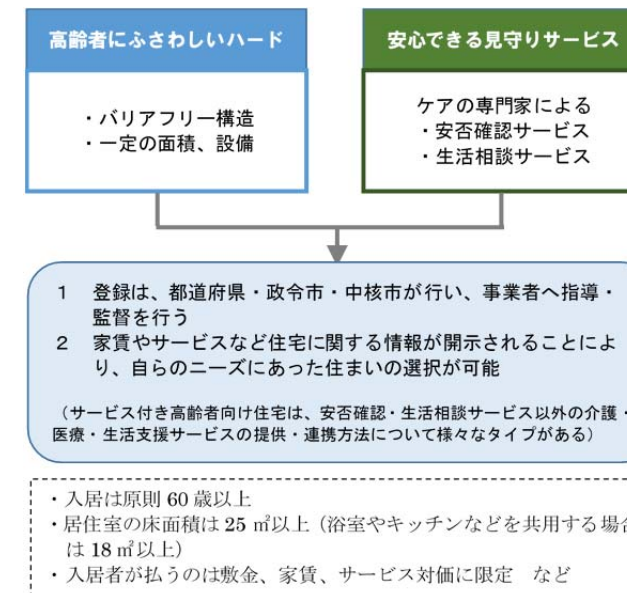 高齢者にふさわしいハード
・バリアフリー構造
・一定の面積、設備
安心できる見守りサービス
ケアの専門家による
・安否確認サービス
・生活相談サービス
1 登録は、都道府県・政令市・中核市が行い、事業者へ指導・
監督を行う
2 家賃やサービスなど住宅に関する情報が開示されることによ
り、自らのニーズにあった住まいの選択が可能
（サービス付き高齢者向け住宅は、安否確認・生活相談サービス以外の介護・
医療・生活支援サービスの提供・連携方法について様々なタイプがある）
・入居は原則 60 歳以上
・居住室の床面積は 25 ㎡以上（浴室やキッチンなどを共用する場合
は 18 ㎡以上）
・入居者が払うのは敷金、家賃、サービス対価に限定　など